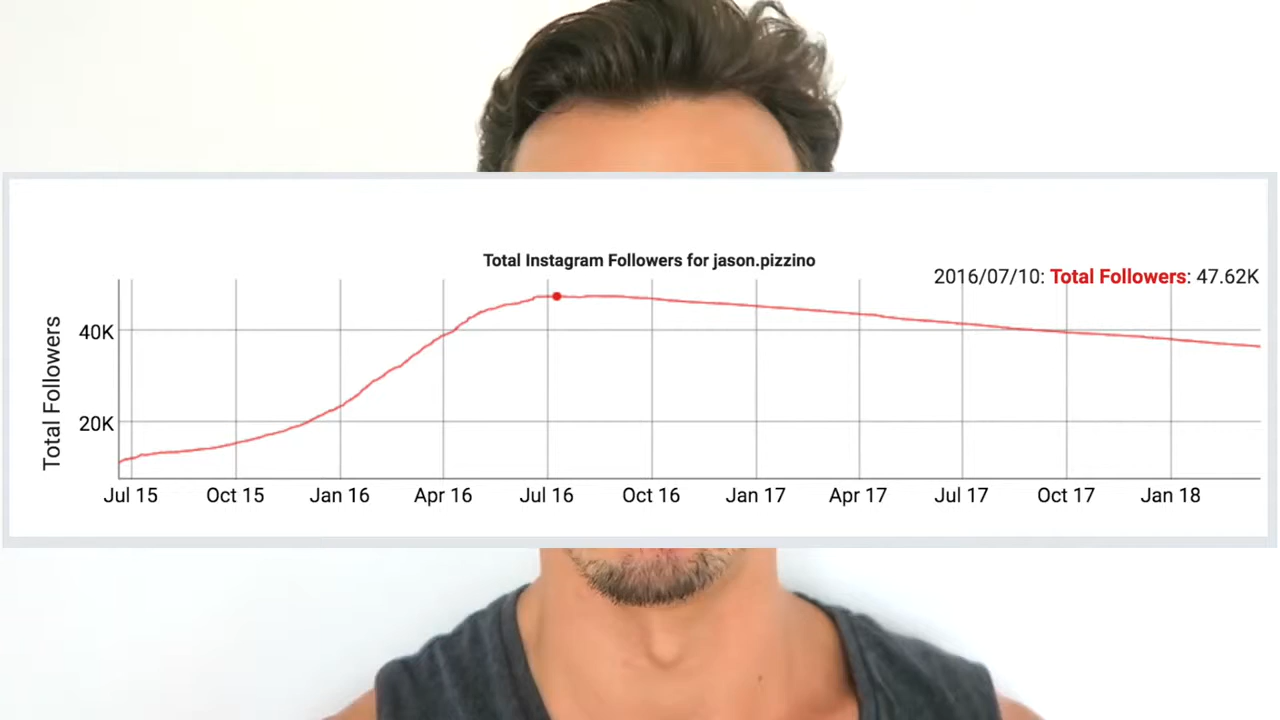 Total Instagram Followers for jason.pizzino
2016/07/10: Total Followers: 47.62K
Total Followers
40K
20K
Jul 15 Oct 15 Jan 16 Apr 16 Jul 16 Oct 16 Jan 17 Apr 17 Jul 17 Oct 17 Jan 18